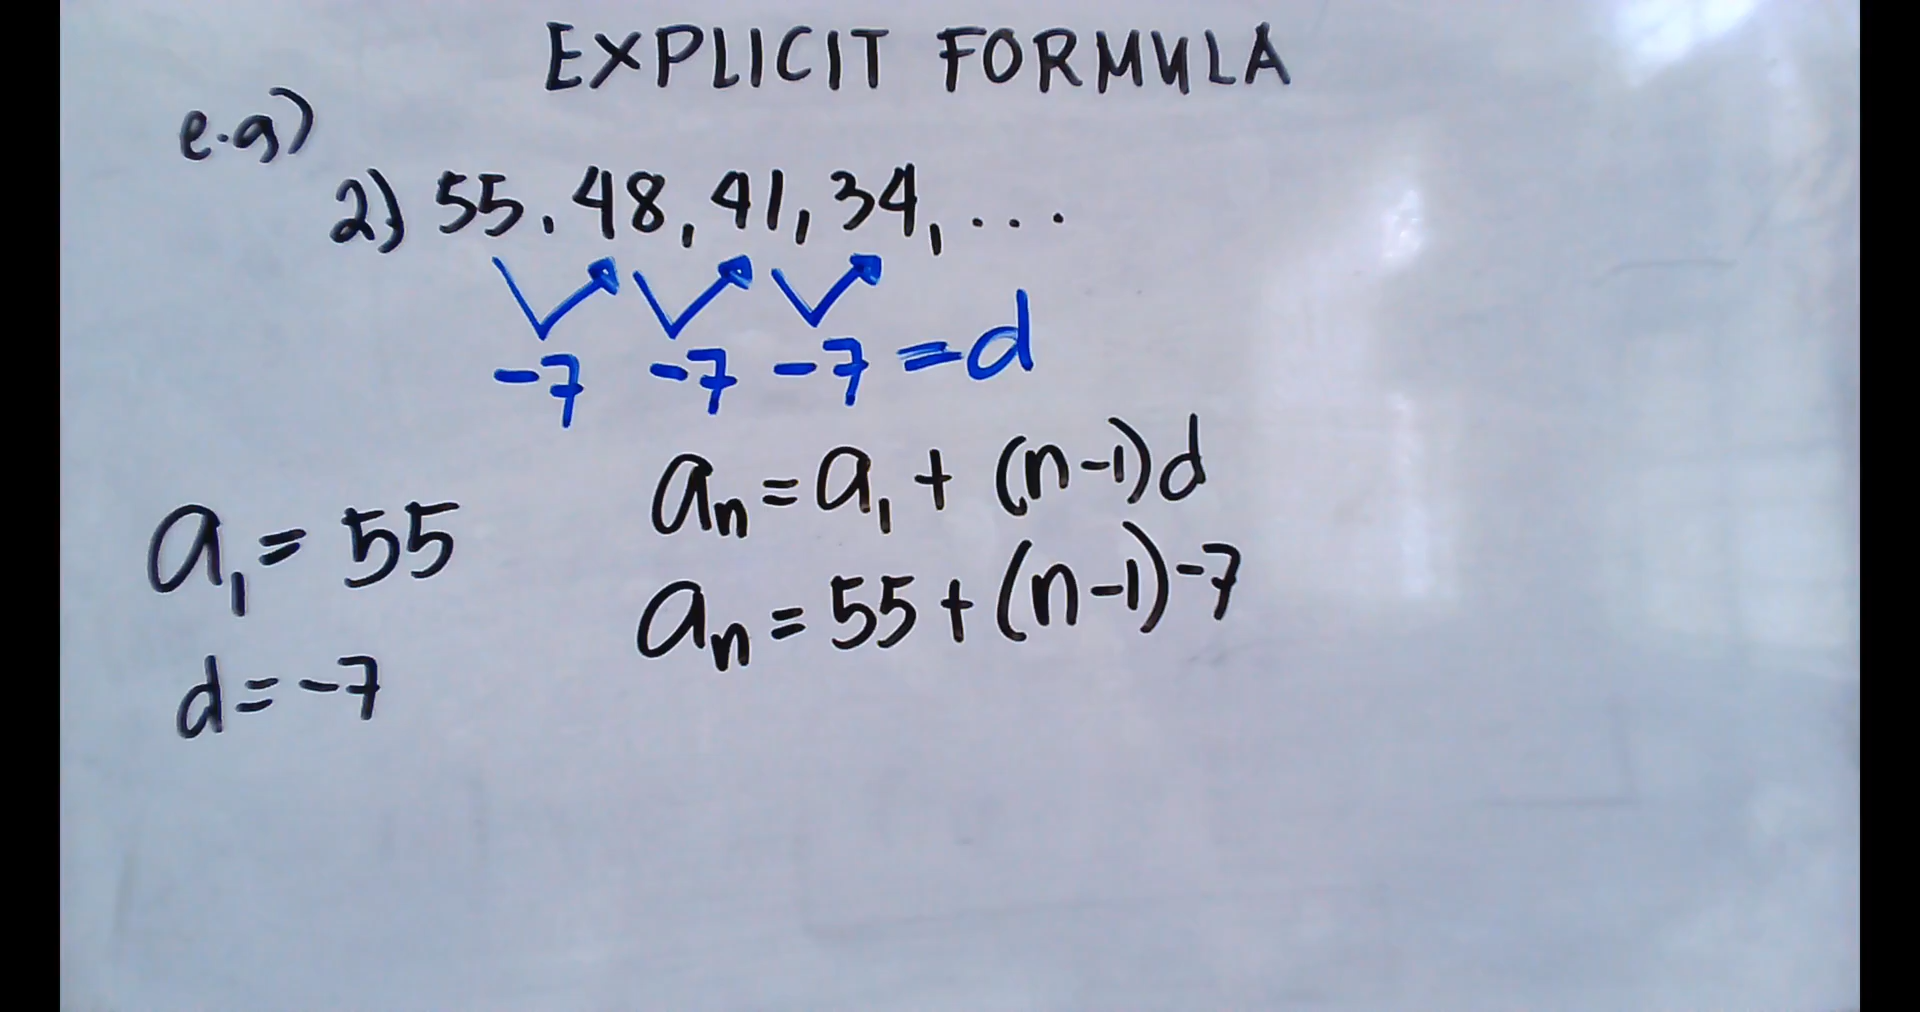 EXPLICIT FORMULA
e.g)
2) 55, 48, 41, 34, ...
-7 -7 -7 = d
aₙ = a₁ + (n-1)d
a₁ = 55
aₙ = 55 + (n-1)-7
d = -7